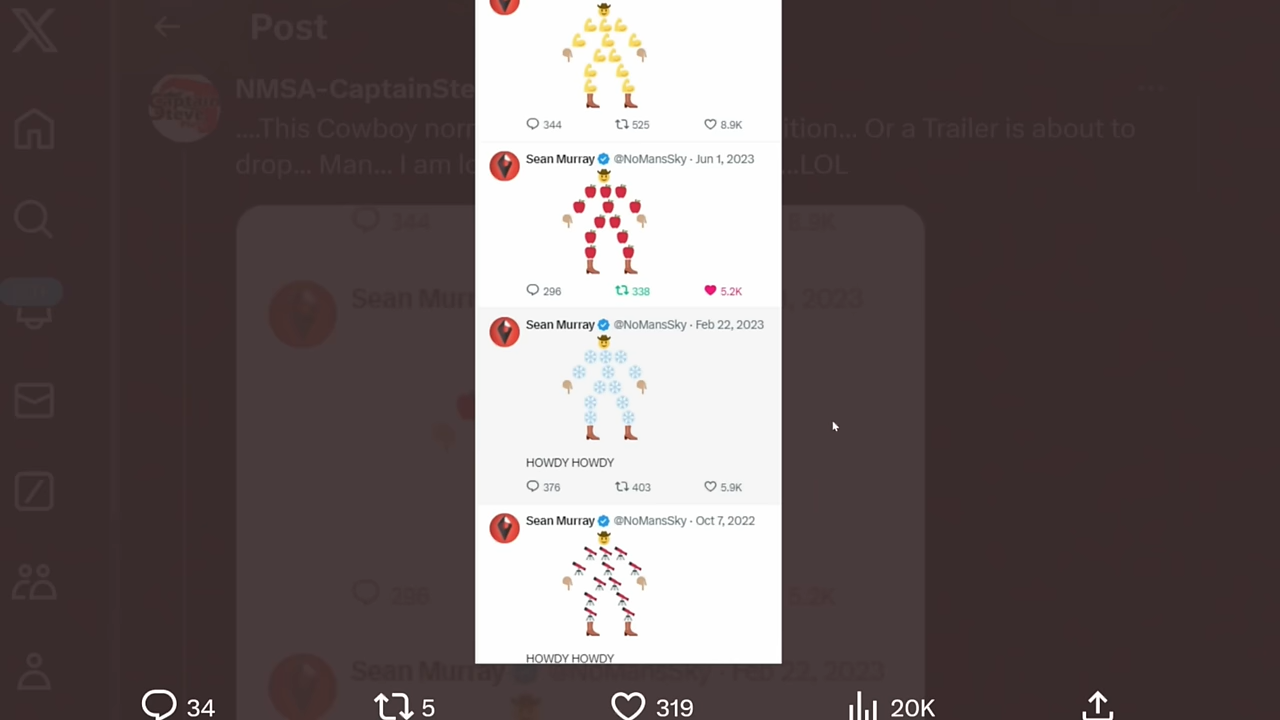 Post
NMSA-CaptainSte
....This Cowboy norm
ition... Or a Trailer is about to
drop... Man... I am lo
...LOL
344 525 8.9K
Sean Murray @NoMansSky · Jun 1, 2023
296 338 5.2K
Sean Murray @NoMansSky · Feb 22, 2023
HOWDY HOWDY
376 403 5.9K
Sean Murray @NoMansSky · Oct 7, 2022
HOWDY HOWDY
34 5 319 20K